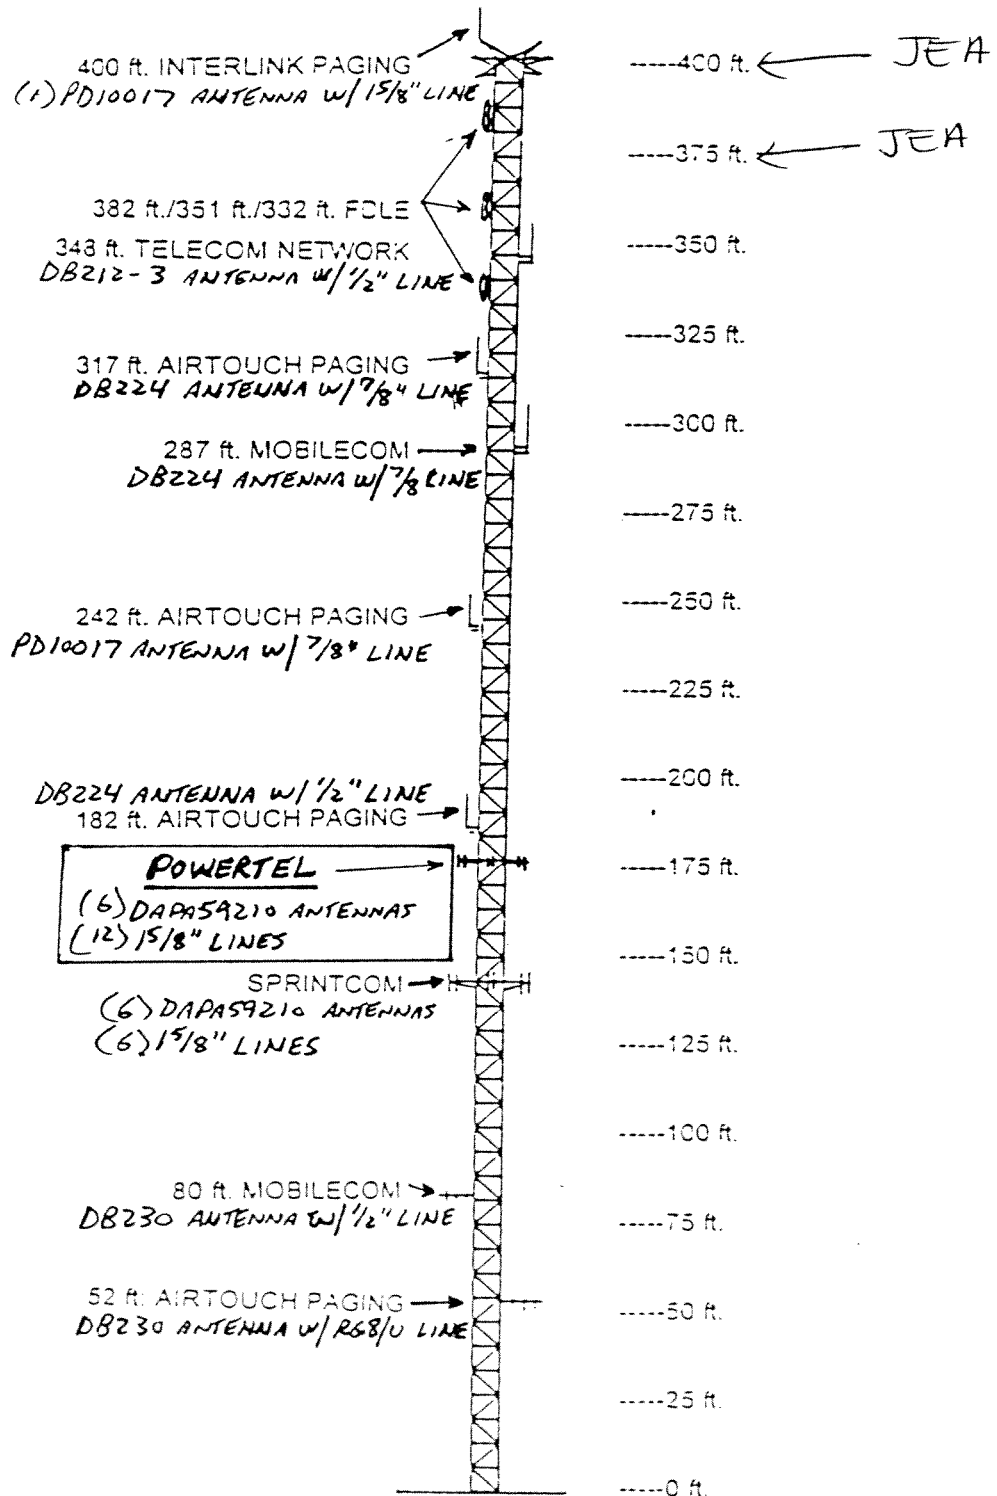 400 ft. INTERLINK PAGING
(1) PD10017 ANTENNA W/ 1 5/8" LINE
382 ft./351 ft./332 ft. FDLE
348 ft. TELECOM NETWORK
DB212-3 ANTENNA W/ 1/2" LINE
317 ft. AIRTOUCH PAGING
DB224 ANTENNA W/ 7/8" LINE
287 ft. MOBILECOM
DB224 ANTENNA W/ 7/8 LINE
242 ft. AIRTOUCH PAGING
PD10017 ANTENNA W/ 7/8" LINE
DB224 ANTENNA W/ 1/2" LINE
182 ft. AIRTOUCH PAGING
POWERTEL
(6) DAPA59210 ANTENNAS
(12) 1 5/8" LINES
SPRINTCOM
(6) DAPA59210 ANTENNAS
(6) 1 5/8" LINES
80 ft. MOBILECOM
DB230 ANTENNA W/ 1/2" LINE
52 ft. AIRTOUCH PAGING
DB230 ANTENNA W/ RG8/U LINE
-----400 ft. JEA
-----375 ft. JEA
-----350 ft.
-----325 ft.
-----300 ft.
-----275 ft.
-----250 ft.
-----225 ft.
-----200 ft.
-----175 ft.
-----150 ft.
-----125 ft.
-----100 ft.
-----75 ft.
-----50 ft.
-----25 ft.
-----0 ft.